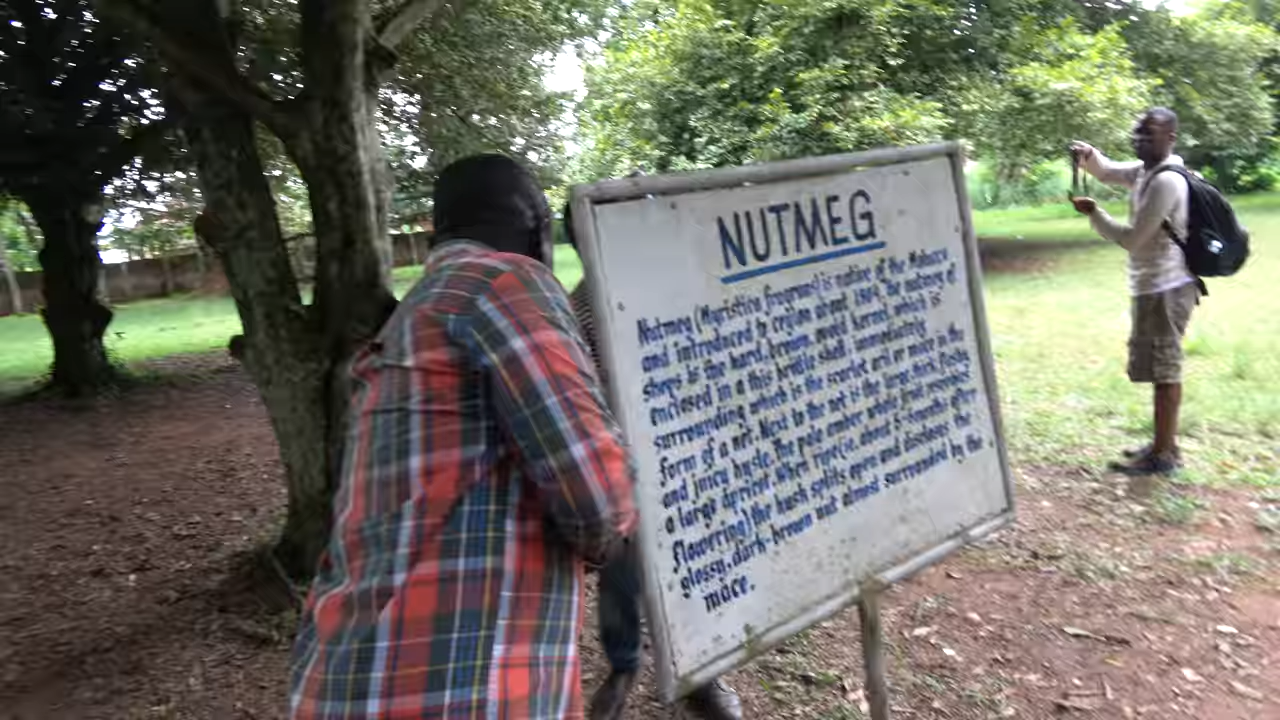 NUTMEG
Nutmeg (Myristica fragrans) is native of the Molucca
and introduced to ceylon about 1804. The nutmeg of
shops is the hard, brown, ovoid kernel, which is
enclosed in a thin brittle shell immediately
surrounding which is the scarlet aril or mace in the
form of a net. Next to the net is the large thick, fleshy
and juicy husk. The pale amber whole fruit resembles
a large apricot. When ripe (ie. about 5 months after
flowering) the husk splits open and discloses the
glossy, dark-brown nut almost surrounded by the
mace.